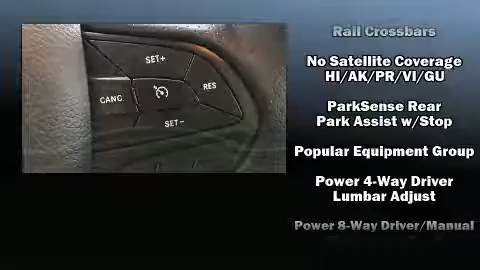 SET+
CANC
RES
SET-
Rail Crossbars
No Satellite Coverage
HI/AK/PR/VI/GU
ParkSense Rear
Park Assist w/Stop
Popular Equipment Group
Power 4-Way Driver
Lumbar Adjust
Power 8-Way Driver/Manual